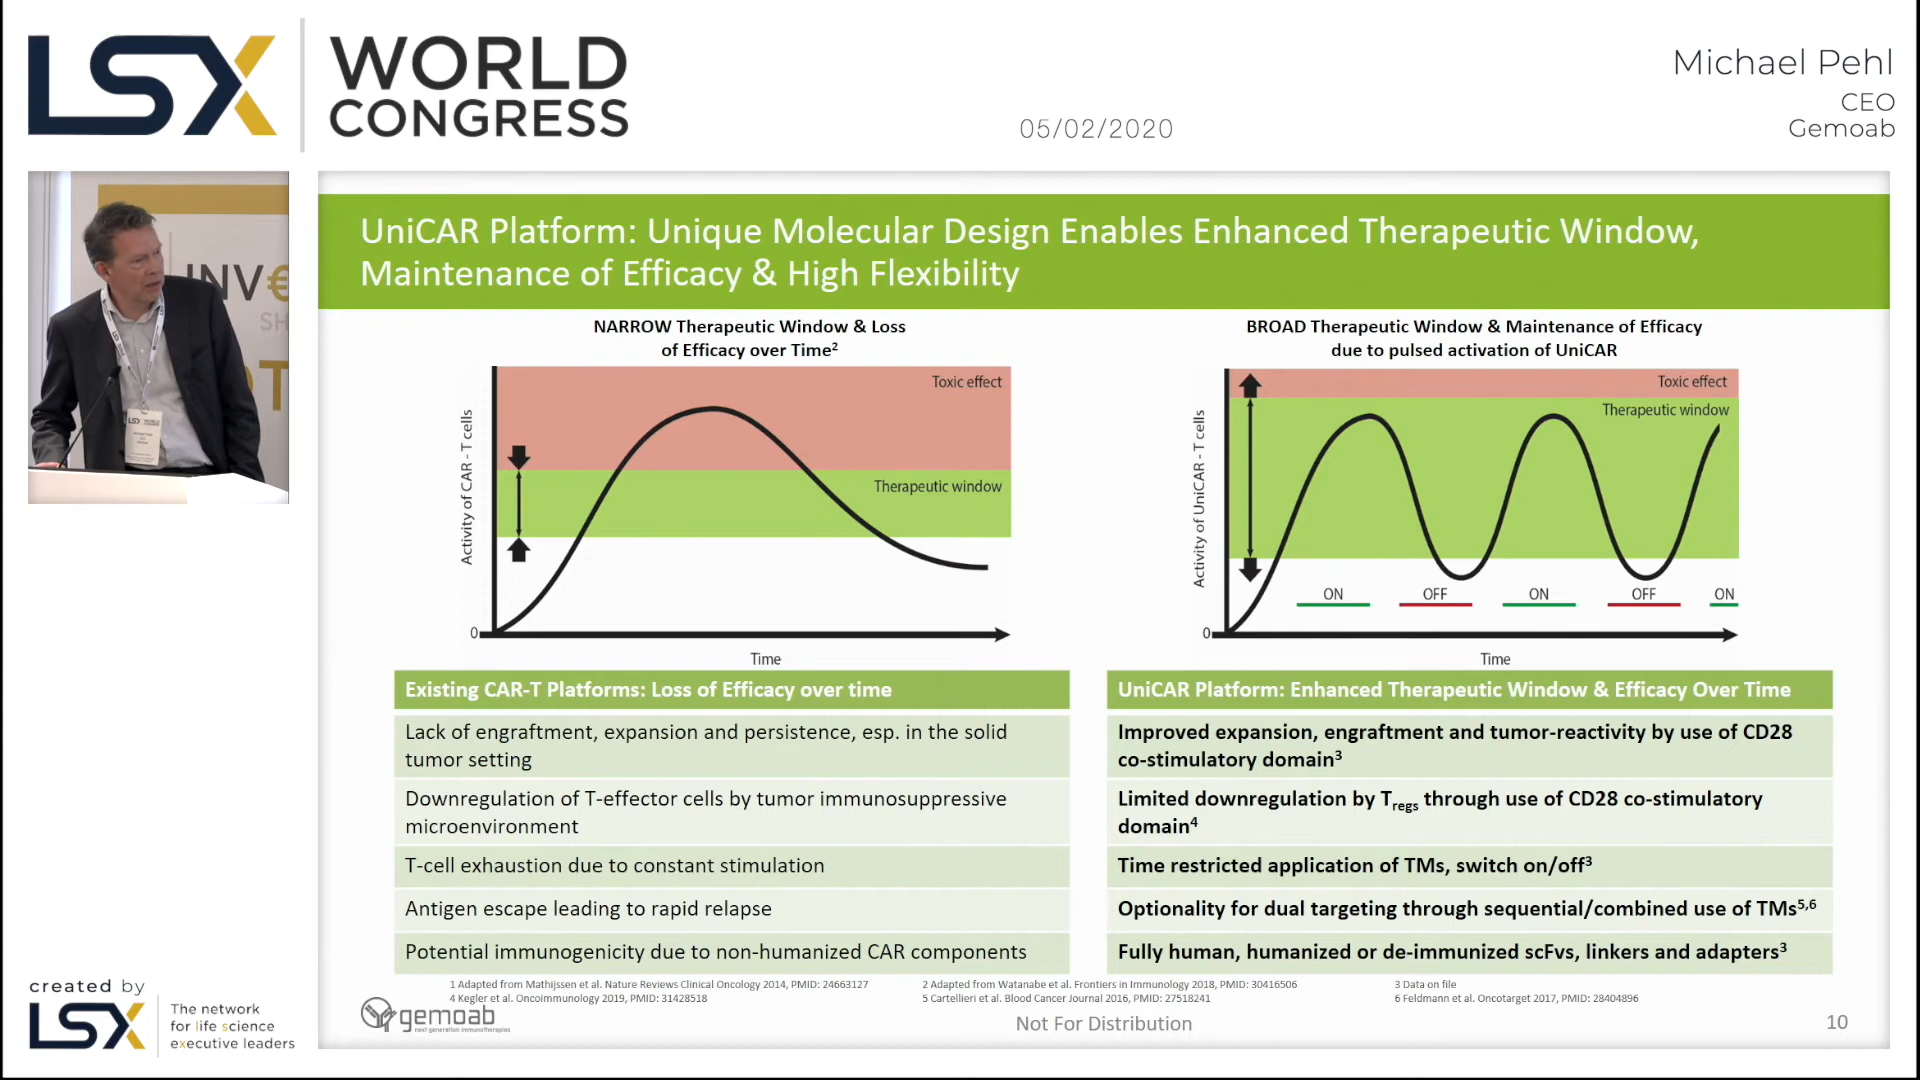 LSX
WORLD
CONGRESS
05/02/2020
Michael Pehl
CEO
Gemoab
INV€
SH
T
LSX WORLD
CONGRESS
UniCAR Platform: Unique Molecular Design Enables Enhanced Therapeutic Window,
Maintenance of Efficacy & High Flexibility
NARROW Therapeutic Window & Loss
of Efficacy over Time2
Activity of CAR - T cells
Toxic effect
Therapeutic window
0
Time
BROAD Therapeutic Window & Maintenance of Efficacy
due to pulsed activation of UniCAR
Activity of UniCAR - T cells
Toxic effect
Therapeutic window
ON OFF ON OFF ON
0
Time
Existing CAR-T Platforms: Loss of Efficacy over time
Lack of engraftment, expansion and persistence, esp. in the solid
tumor setting
Downregulation of T-effector cells by tumor immunosuppressive
microenvironment
T-cell exhaustion due to constant stimulation
Antigen escape leading to rapid relapse
Potential immunogenicity due to non-humanized CAR components
UniCAR Platform: Enhanced Therapeutic Window & Efficacy Over Time
Improved expansion, engraftment and tumor-reactivity by use of CD28
co-stimulatory domain3
Limited downregulation by Tregs through use of CD28 co-stimulatory
domain4
Time restricted application of TMs, switch on/off3
Optionality for dual targeting through sequential/combined use of TMs5,6
Fully human, humanized or de-immunized scFvs, linkers and adapters3
1 Adapted from Mathijssen et al. Nature Reviews Clinical Oncology 2014, PMID: 24663127
2 Adapted from Watanabe et al. Frontiers in Immunology 2018, PMID: 30416506
3 Data on file
4 Kegler et al. Oncoimmunology 2019, PMID: 31428518
5 Cartellieri et al. Blood Cancer Journal 2016, PMID: 27518241
6 Feldmann et al. Oncotarget 2017, PMID: 28404896
gemoab
next generation immunotherapies
Not For Distribution
10
created by
LSX
The network
for life science
executive leaders